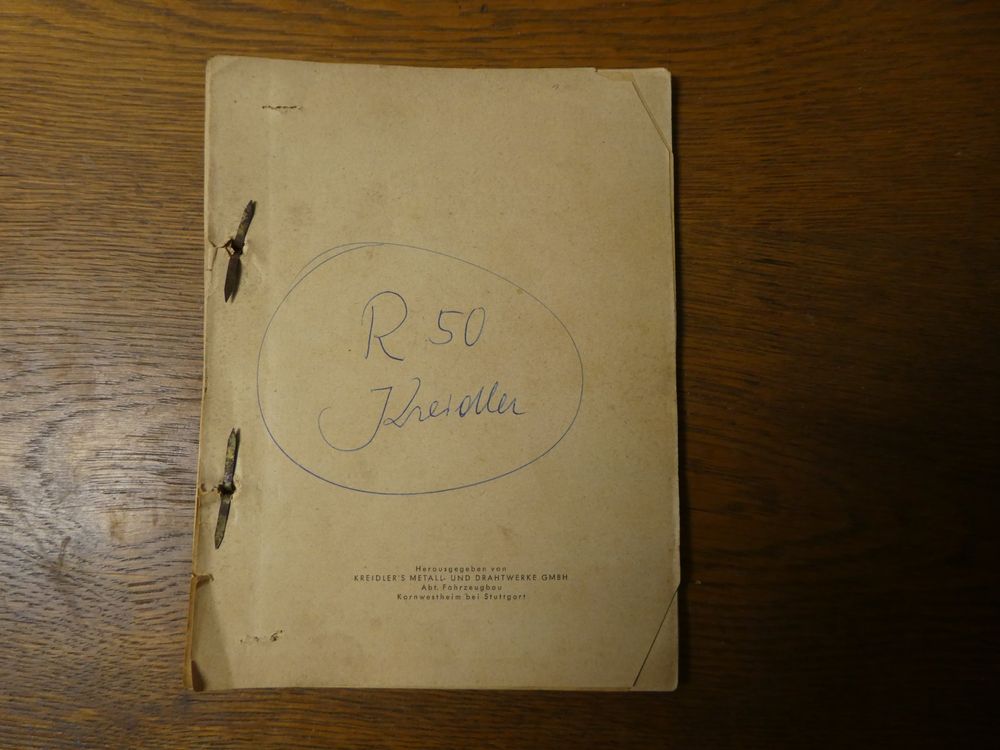 R 50
Kreidler
Herausgegeben von
KREIDLER'S METALL- UND DRAHTWERKE GMBH
Abt. Fahrzeugbau
Kornwestheim bei Stuttgart